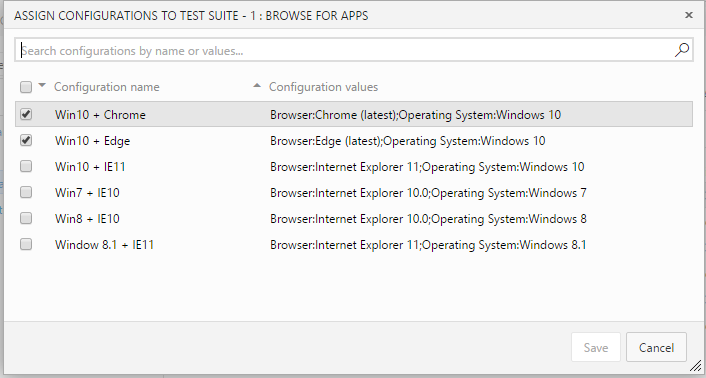 ASSIGN CONFIGURATIONS TO TEST SUITE - 1 : BROWSE FOR APPS
Search configurations by name or values...
Configuration name Configuration values
Win10 + Chrome Browser:Chrome (latest);Operating System:Windows 10
Win10 + Edge Browser:Edge (latest);Operating System:Windows 10
Win10 + IE11 Browser:Internet Explorer 11;Operating System:Windows 10
Win7 + IE10 Browser:Internet Explorer 10.0;Operating System:Windows 7
Win8 + IE10 Browser:Internet Explorer 10.0;Operating System:Windows 8
Window 8.1 + IE11 Browser:Internet Explorer 11;Operating System:Windows 8.1
Save Cancel